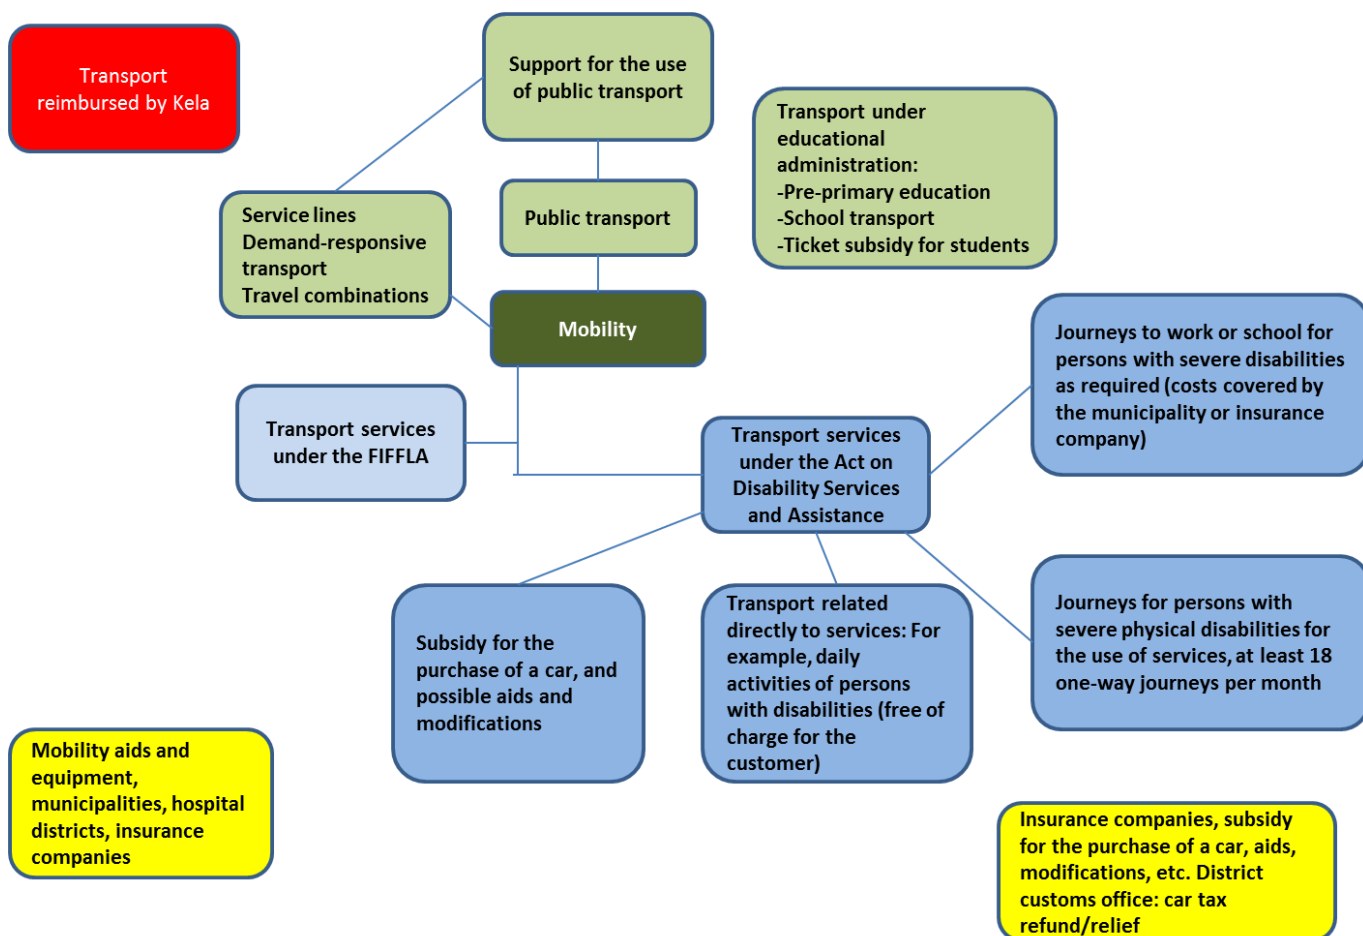 Transport
reimbursed by Kela
Support for the use
of public transport
Transport under
educational
administration:
-Pre-primary education
-School transport
-Ticket subsidy for students
Service lines
Demand-responsive
transport
Travel combinations
Public transport
Mobility
Journeys to work or school for
persons with severe disabilities
as required (costs covered by
the municipality or insurance
company)
Transport services
under the FIFFLA
Transport services
under the Act on
Disability Services
and Assistance
Subsidy for the
purchase of a car, and
possible aids and
modifications
Transport related
directly to services: For
example, daily
activities of persons
with disabilities (free of
charge for the
customer)
Journeys for persons with
severe physical disabilities for
the use of services, at least 18
one-way journeys per month
Mobility aids and
equipment,
municipalities, hospital
districts, insurance
companies
Insurance companies, subsidy
for the purchase of a car, aids,
modifications, etc. District
customs office: car tax
refund/relief